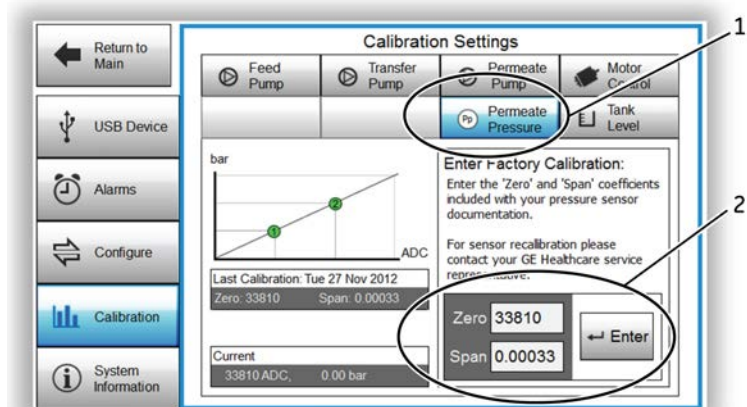 1
Return to
Main
Calibration Settings
Feed
Pump
Transfer
Pump
Permeate
Pump
Motor
Control
USB Device
Pp
Permeate
Pressure
Tank
Level
bar
Enter Factory Calibration:
Enter the 'Zero' and 'Span' coefficients
included with your pressure sensor
documentation.
Alarms
2
1
2
Configure
ADC
For sensor recalibration please
contact your GE Healthcare service
representative.
Last Calibration: Tue 27 Nov 2012
Zero: 33810 Span: 0.00033
Calibration
Zero 33810
Enter
Span 0.00033
Current
33810 ADC, 0.00 bar
System
Information